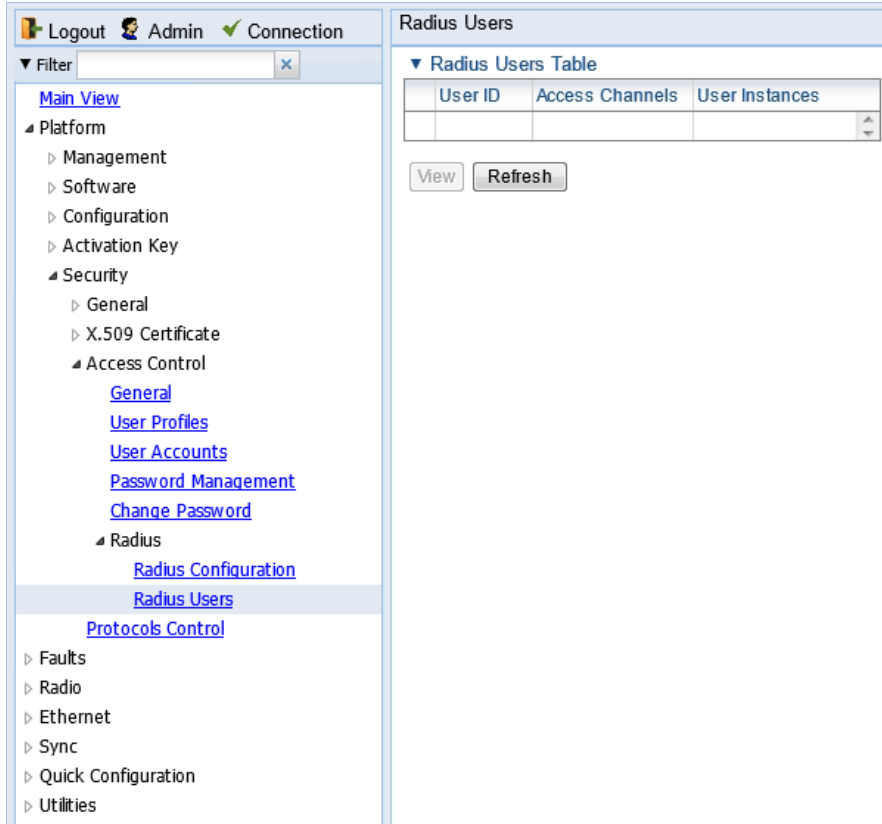 Logout Admin Connection
Filter
Main View
Platform
Management
Software
Configuration
Activation Key
Security
General
X.509 Certificate
Access Control
General
User Profiles
User Accounts
Password Management
Change Password
Radius
Radius Configuration
Radius Users
Protocols Control
Faults
Radio
Ethernet
Sync
Quick Configuration
Utilities
Radius Users
Radius Users Table
User ID Access Channels User Instances
View Refresh